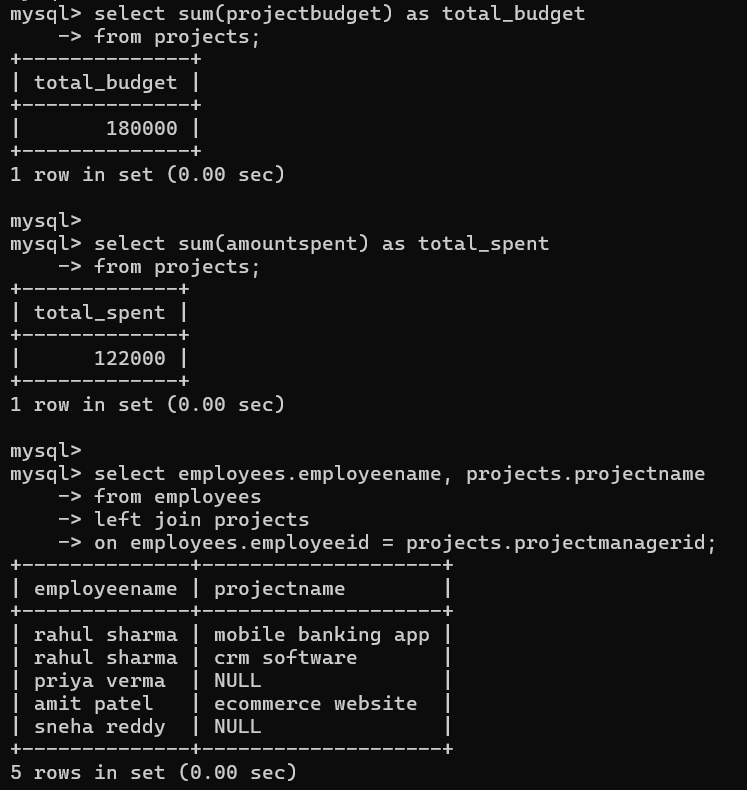 mysql> select sum(projectbudget) as total_budget
    -> from projects;
+--------------+
| total_budget |
+--------------+
|       180000 |
+--------------+
1 row in set (0.00 sec)

mysql>
mysql> select sum(amountspent) as total_spent
    -> from projects;
+-------------+
| total_spent |
+-------------+
|      122000 |
+-------------+
1 row in set (0.00 sec)

mysql>
mysql> select employees.employeename, projects.projectname
    -> from employees
    -> left join projects
    -> on employees.employeeid = projects.projectmanagerid;
+--------------+--------------------+
| employeename | projectname        |
+--------------+--------------------+
| rahul sharma | mobile banking app |
| rahul sharma | crm software       |
| priya verma  | NULL               |
| amit patel   | ecommerce website  |
| sneha reddy  | NULL               |
+--------------+--------------------+
5 rows in set (0.00 sec)